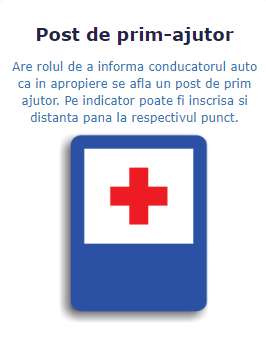 Post de prim-ajutor
Are rolul de a informa conducatorul auto
ca in apropiere se afla un post de prim
ajutor. Pe indicator poate fi inscrisa si
distanta pana la respectivul punct.